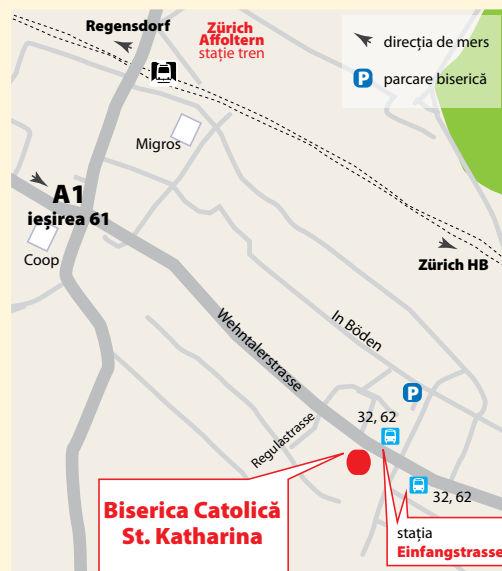 Regensdorf
Zürich
Affoltern
stație tren
direcția de mers
P parcare biserică
Migros
A1
ieșirea 61
Coop
Zürich HB
In Böden
Wehntalerstrasse
P
32, 62
Regulastrasse
32, 62
Biserica Catolică
St. Katharina
stația
Einfangstrasse